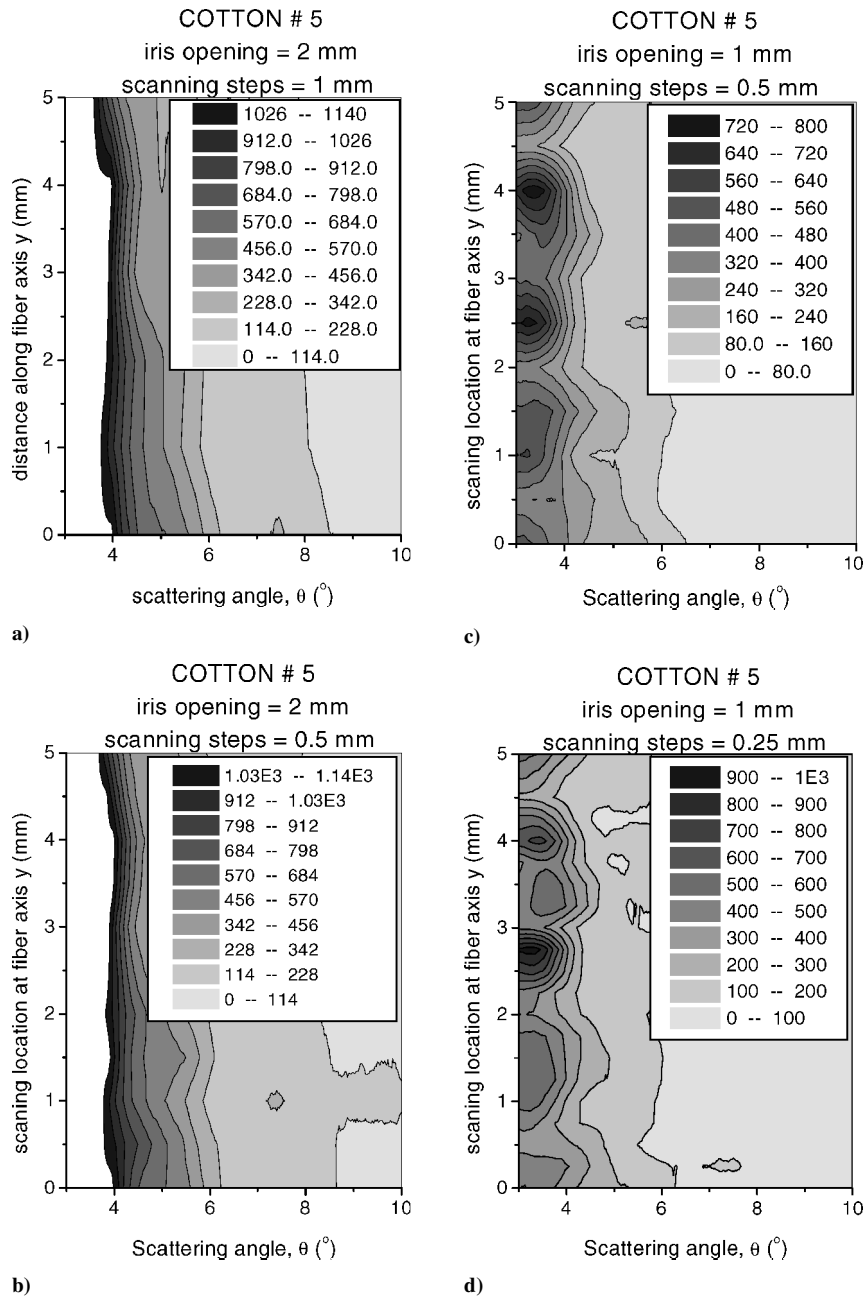 COTTON # 5
iris opening = 2 mm
scanning steps = 1 mm
1026 -- 1140
912.0 -- 1026
798.0 -- 912.0
684.0 -- 798.0
570.0 -- 684.0
456.0 -- 570.0
342.0 -- 456.0
228.0 -- 342.0
114.0 -- 228.0
0 -- 114.0
5
4
3
2
1
0
distance along fiber axis y (mm)
4 6 8 10
scattering angle, θ (°)
a)
COTTON # 5
iris opening = 1 mm
scanning steps = 0.5 mm
720 -- 800
640 -- 720
560 -- 640
480 -- 560
400 -- 480
320 -- 400
240 -- 320
160 -- 240
80.0 -- 160
0 -- 80.0
5
4
3
2
1
0
scaning location at fiber axis y (mm)
4 6 8 10
Scattering angle, θ (°)
c)
COTTON # 5
iris opening = 2 mm
scanning steps = 0.5 mm
1.03E3 -- 1.14E3
912 -- 1.03E3
798 -- 912
684 -- 798
570 -- 684
456 -- 570
342 -- 456
228 -- 342
114 -- 228
0 -- 114
5
4
3
2
1
0
scaning location at fiber axis y (mm)
4 6 8 10
Scattering angle, θ (°)
b)
COTTON # 5
iris opening = 1 mm
scanning steps = 0.25 mm
900 -- 1E3
800 -- 900
700 -- 800
600 -- 700
500 -- 600
400 -- 500
300 -- 400
200 -- 300
100 -- 200
0 -- 100
5
4
3
2
1
0
scaning location at fiber axis y (mm)
4 6 8 10
Scattering angle, θ (°)
d)